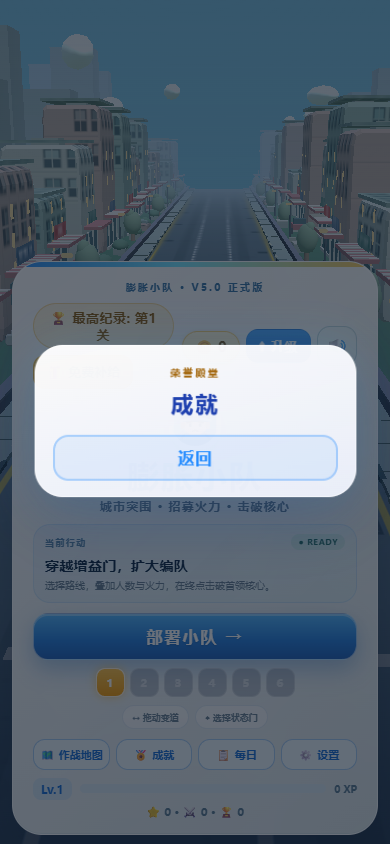 膨胀小队 • V5.0 正式版
最高纪录: 第1
关
荣誉殿堂
成就
返回
城市突围 • 招募火力 • 击破核心
当前行动
● READY
穿越增益门，扩大编队
选择路线，叠加人数与火力，在终点击破首领核心。
部署小队 →
1 2 3 4 5 6
↔ 拖动变道
✦ 选择状态门
作战地图
成就
每日
设置
Lv.1
0 XP
0 • 0 • 0